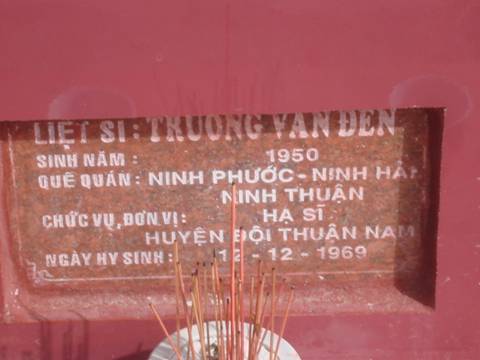 LIỆT SĨ : TRƯƠNG VĂN ĐEN
SINH NĂM : 1950
QUÊ QUÁN : NINH PHƯỚC - NINH HẢI
NINH THUẬN
CHỨC VỤ, ĐƠN VỊ : HẠ SĨ
HUYỆN ĐỘI THUẬN NAM
NGÀY HY SINH : 12 - 12 - 1969